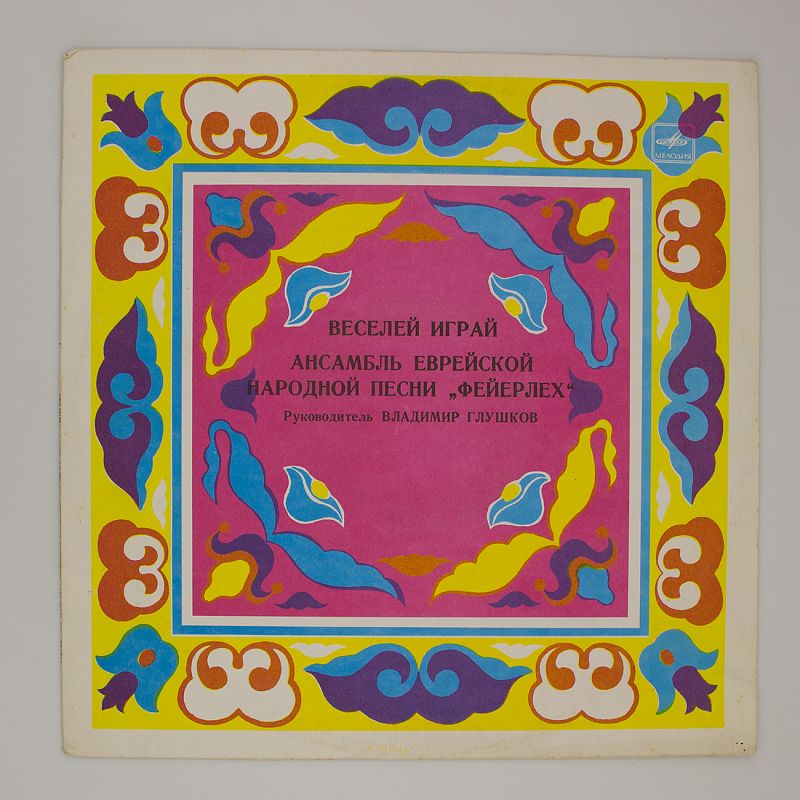 МЕЛОДИЯ
ВЕСЕЛЕЙ ИГРАЙ
АНСАМБЛЬ ЕВРЕЙСКОЙ
НАРОДНОЙ ПЕСНИ „ФЕЙЕРЛЕХ“
Руководитель ВЛАДИМИР ГЛУШКОВ